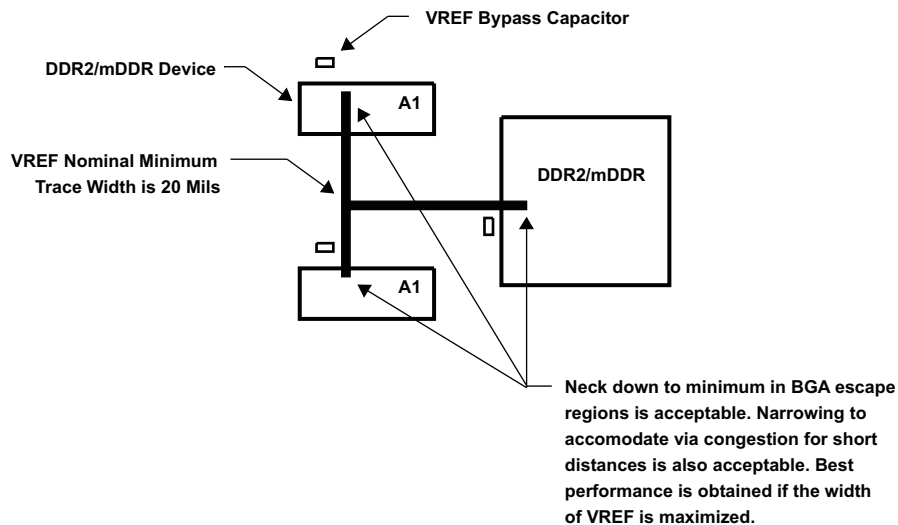 VREF Bypass Capacitor
DDR2/mDDR Device
A1
VREF Nominal Minimum
Trace Width is 20 Mils
DDR2/mDDR
A1
Neck down to minimum in BGA escape
regions is acceptable. Narrowing to
accomodate via congestion for short
distances is also acceptable. Best
performance is obtained if the width
of VREF is maximized.